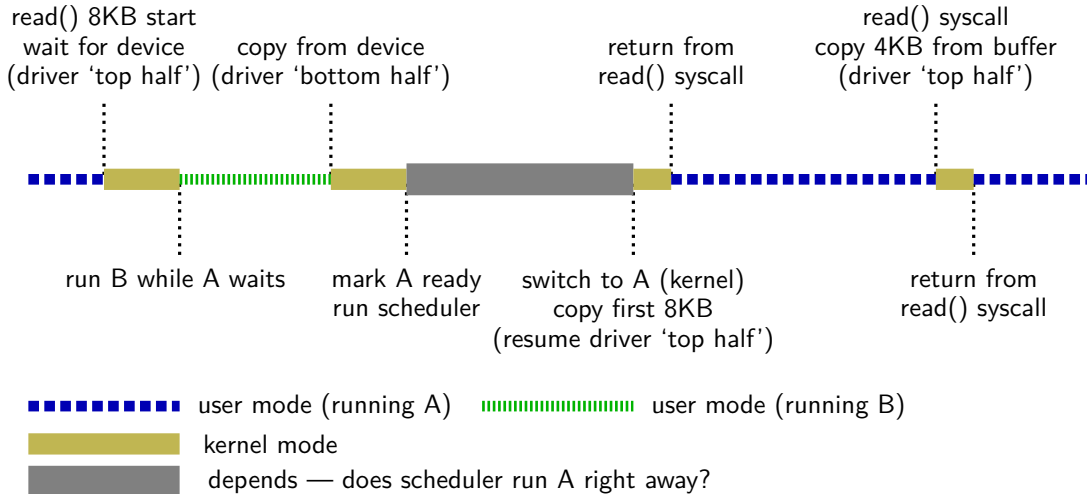 read() 8KB start
wait for device
(driver ‘top half’)
copy from device
(driver ‘bottom half’)
return from
read() syscall
read() syscall
copy 4KB from buffer
(driver ‘top half’)
run B while A waits
mark A ready
run scheduler
switch to A (kernel)
copy first 8KB
(resume driver ‘top half’)
return from
read() syscall
user mode (running A)
user mode (running B)
kernel mode
depends — does scheduler run A right away?